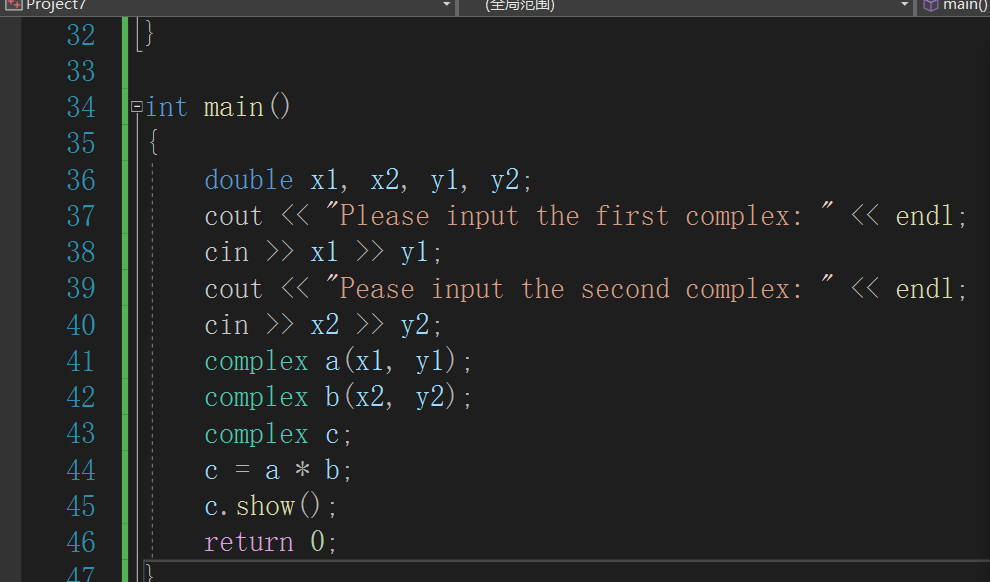 Project7 (全局范围) main()
32 }
33
34 int main()
35 {
36 double x1, x2, y1, y2;
37 cout << "Please input the first complex: " << endl;
38 cin >> x1 >> y1;
39 cout << "Pease input the second complex: " << endl;
40 cin >> x2 >> y2;
41 complex a(x1, y1);
42 complex b(x2, y2);
43 complex c;
44 c = a * b;
45 c.show();
46 return 0;
47 }